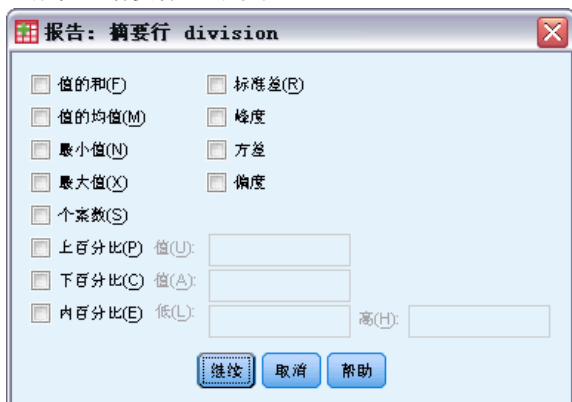 报告: 摘要行 division
值的和(F) 标准差(R)
值的均值(M) 峰度
最小值(N) 方差
最大值(X) 偏度
个案数(S)
上百分比(P) 值(U):
下百分比(C) 值(A):
内百分比(E) 低(L): 高(H):
继续 取消 帮助